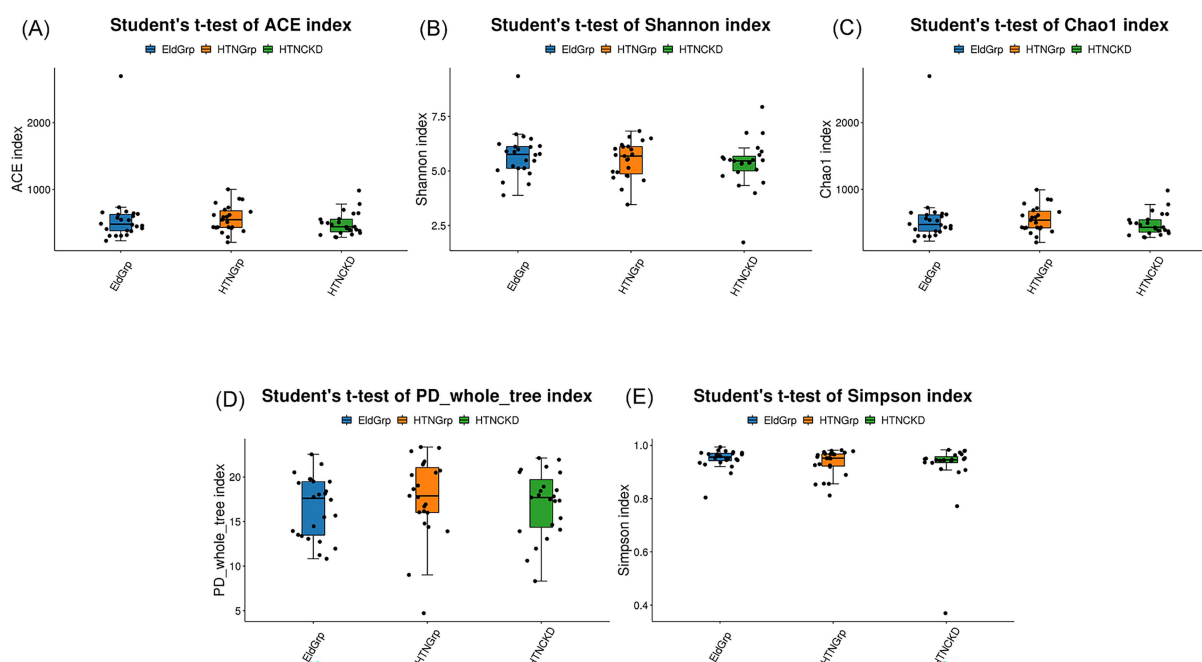 (A) Student's t-test of ACE index
EldGrp HTNGrp HTNCKD
ACE index
2000
1000
EldGrp HTNGrp HTNCKD
(B) Student's t-test of Shannon index
EldGrp HTNGrp HTNCKD
Shannon index
7.5
5.0
2.5
EldGrp HTNGrp HTNCKD
(C) Student's t-test of Chao1 index
EldGrp HTNGrp HTNCKD
Chao1 index
2000
1000
EldGrp HTNGrp HTNCKD
(D) Student's t-test of PD_whole_tree index
EldGrp HTNGrp HTNCKD
PD_whole_tree index
20
15
10
5
EldGrp HTNGrp HTNCKD
(E) Student's t-test of Simpson index
EldGrp HTNGrp HTNCKD
Simpson index
1.0
0.8
0.6
0.4
EldGrp HTNGrp HTNCKD